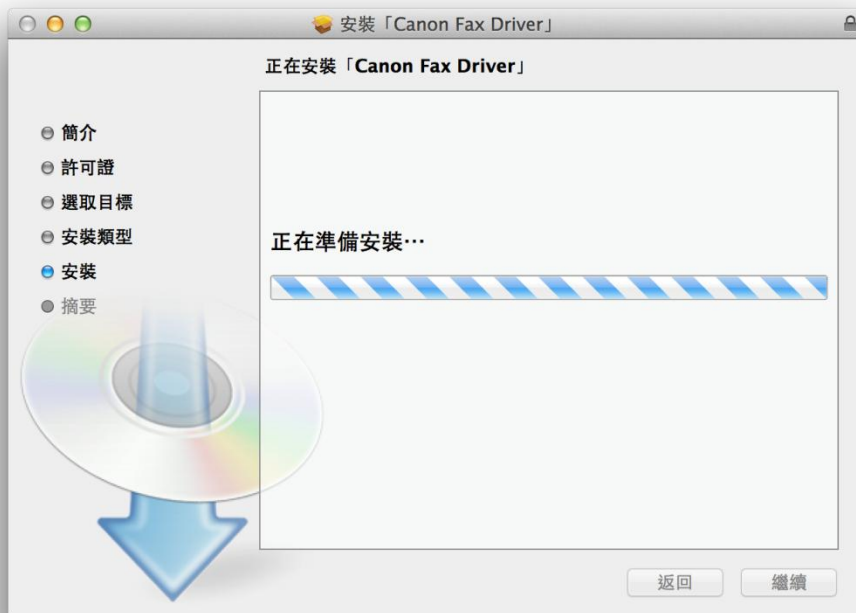 安裝「Canon Fax Driver」
正在安裝「Canon Fax Driver」
簡介
許可證
選取目標
安裝類型
安裝
摘要
正在準備安裝⋯
返回
繼續